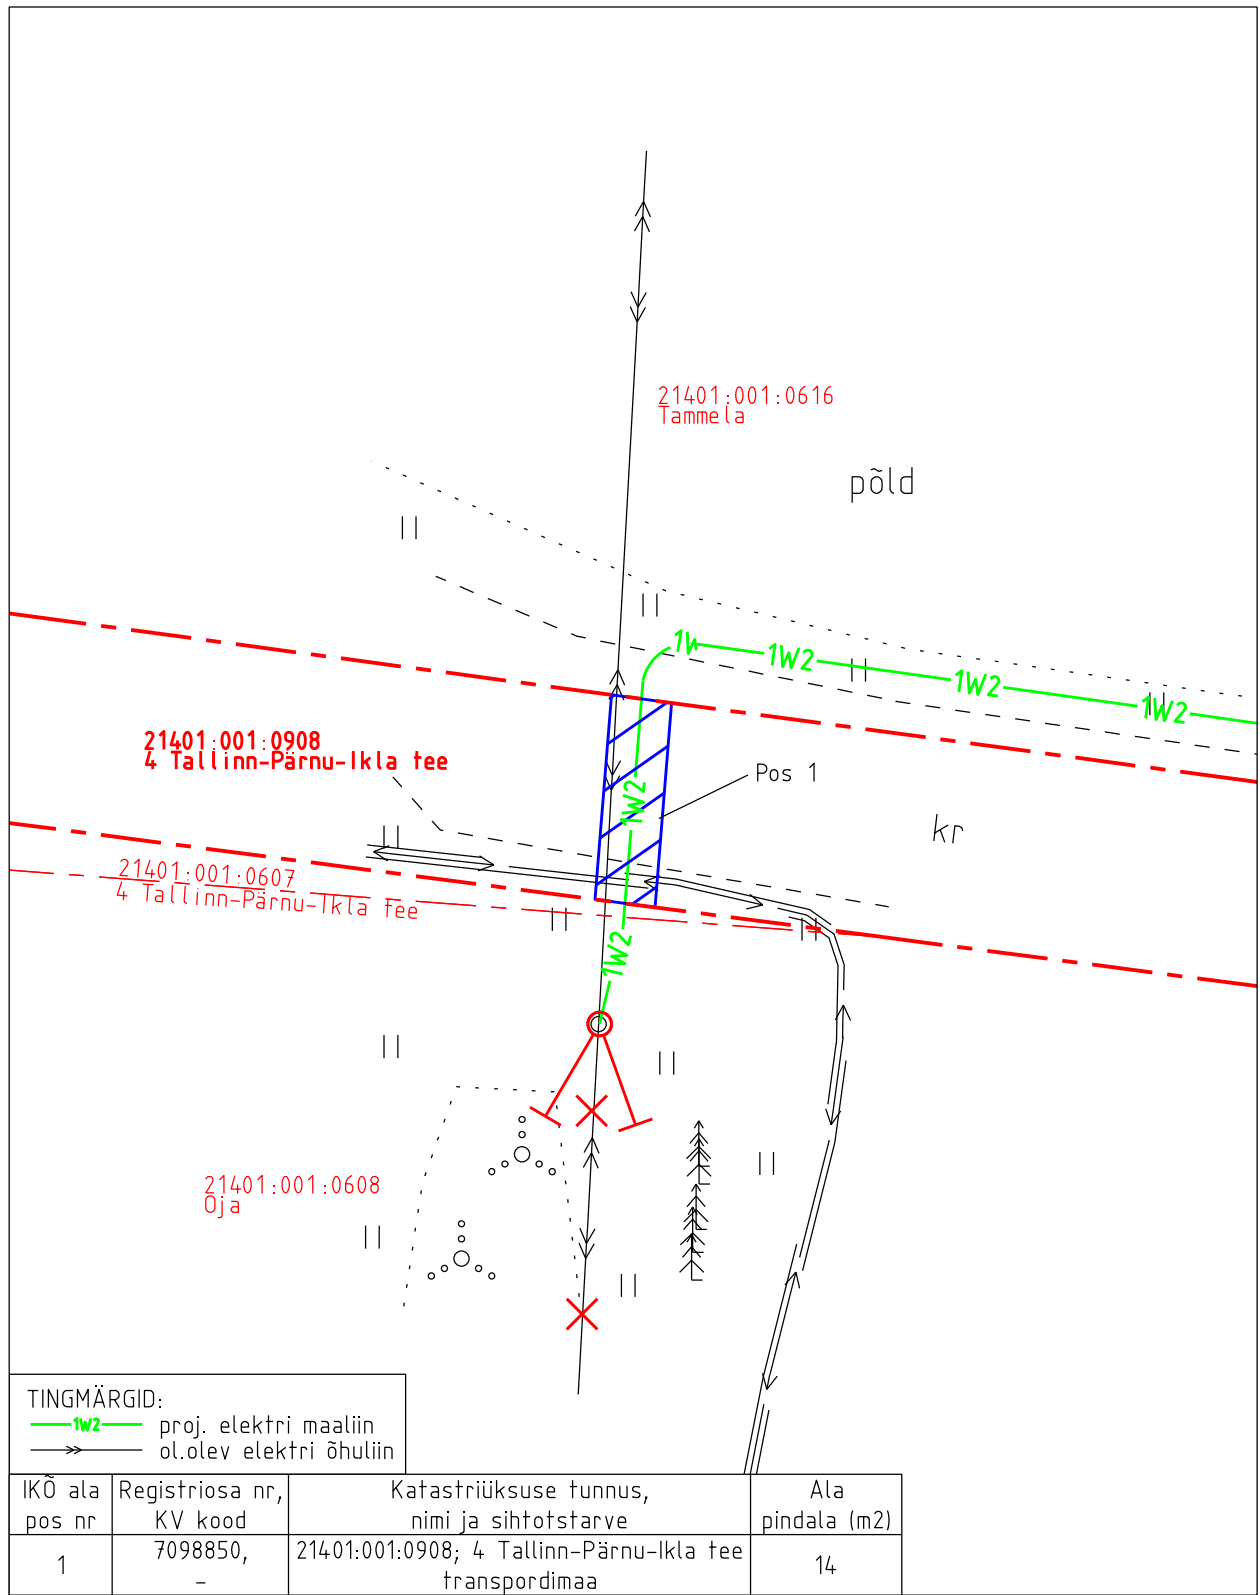 21401:001:0616
Tammela
põld
1W
1W2
1W2
1W2
21401:001:0908
4 Tallinn-Pärnu-Ikla tee
Pos 1
1W2
kr
21401:001:0607
4 Tallinn-Pärnu-Ikla tee
1W2
21401:001:0608
Oja
TINGMÄRGID:
1W2 proj. elektri maaliin
ol.olev elektri õhuliin
IKÕ ala
pos nr
Registriosa nr,
KV kood
Katastriüksuse tunnus,
nimi ja sihtotstarve
Ala
pindala (m2)
1
7098850,
-
21401:001:0908; 4 Tallinn-Pärnu-Ikla tee
transpordimaa
14